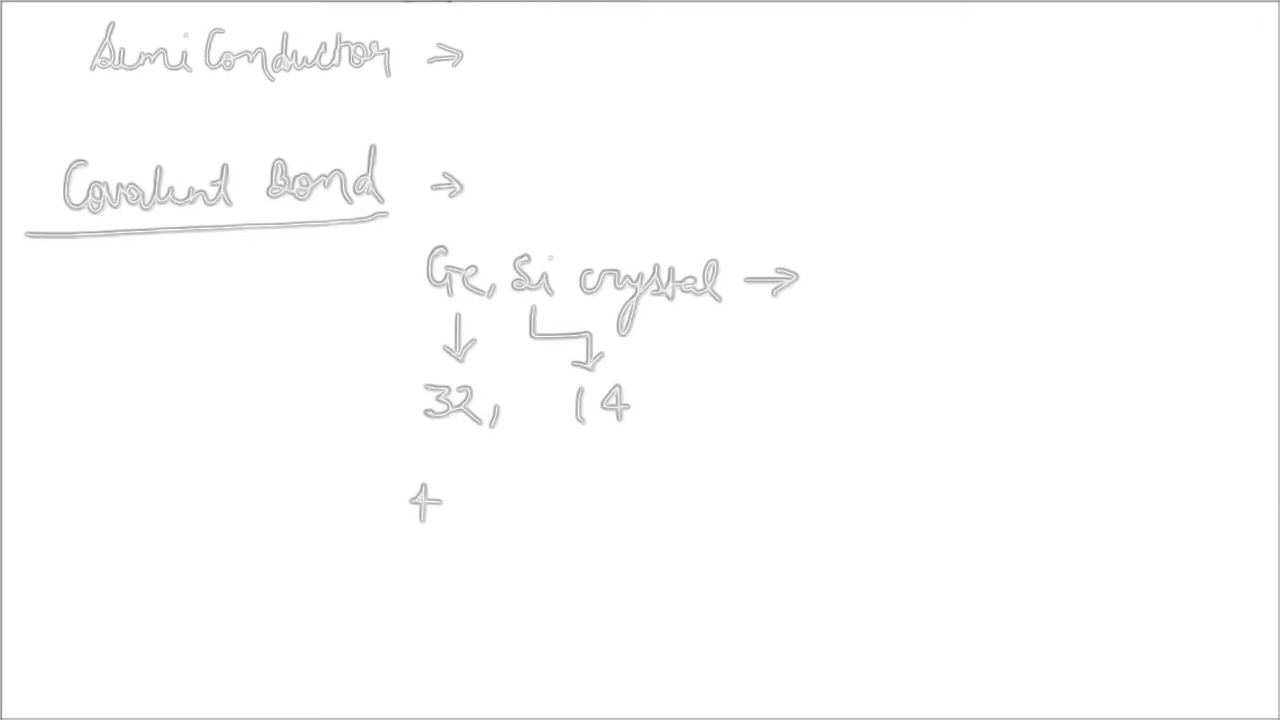 Semi Conductor →
Covalent Bond →
Ge, Si crystal →
32, 14
4